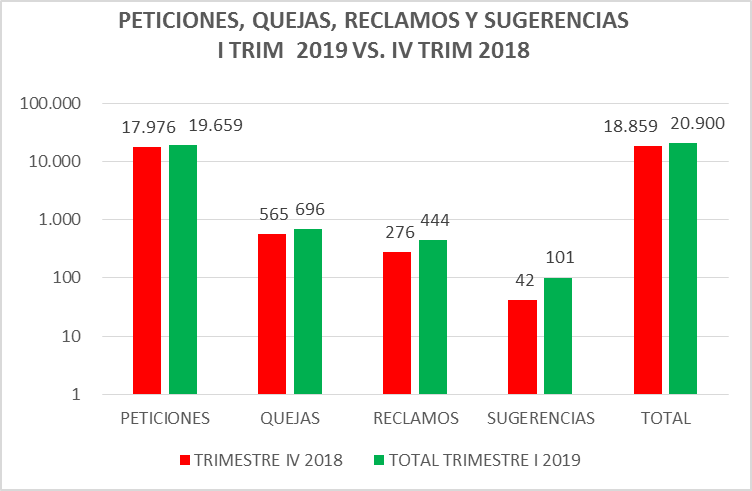 PETICIONES, QUEJAS, RECLAMOS Y SUGERENCIAS
I TRIM 2019 VS. IV TRIM 2018
100.000
10.000
1.000
100
10
1
17.976
19.659
565
696
276
444
42
101
18.859
20.900
PETICIONES
QUEJAS
RECLAMOS
SUGERENCIAS
TOTAL
TRIMESTRE IV 2018
TOTAL TRIMESTRE I 2019